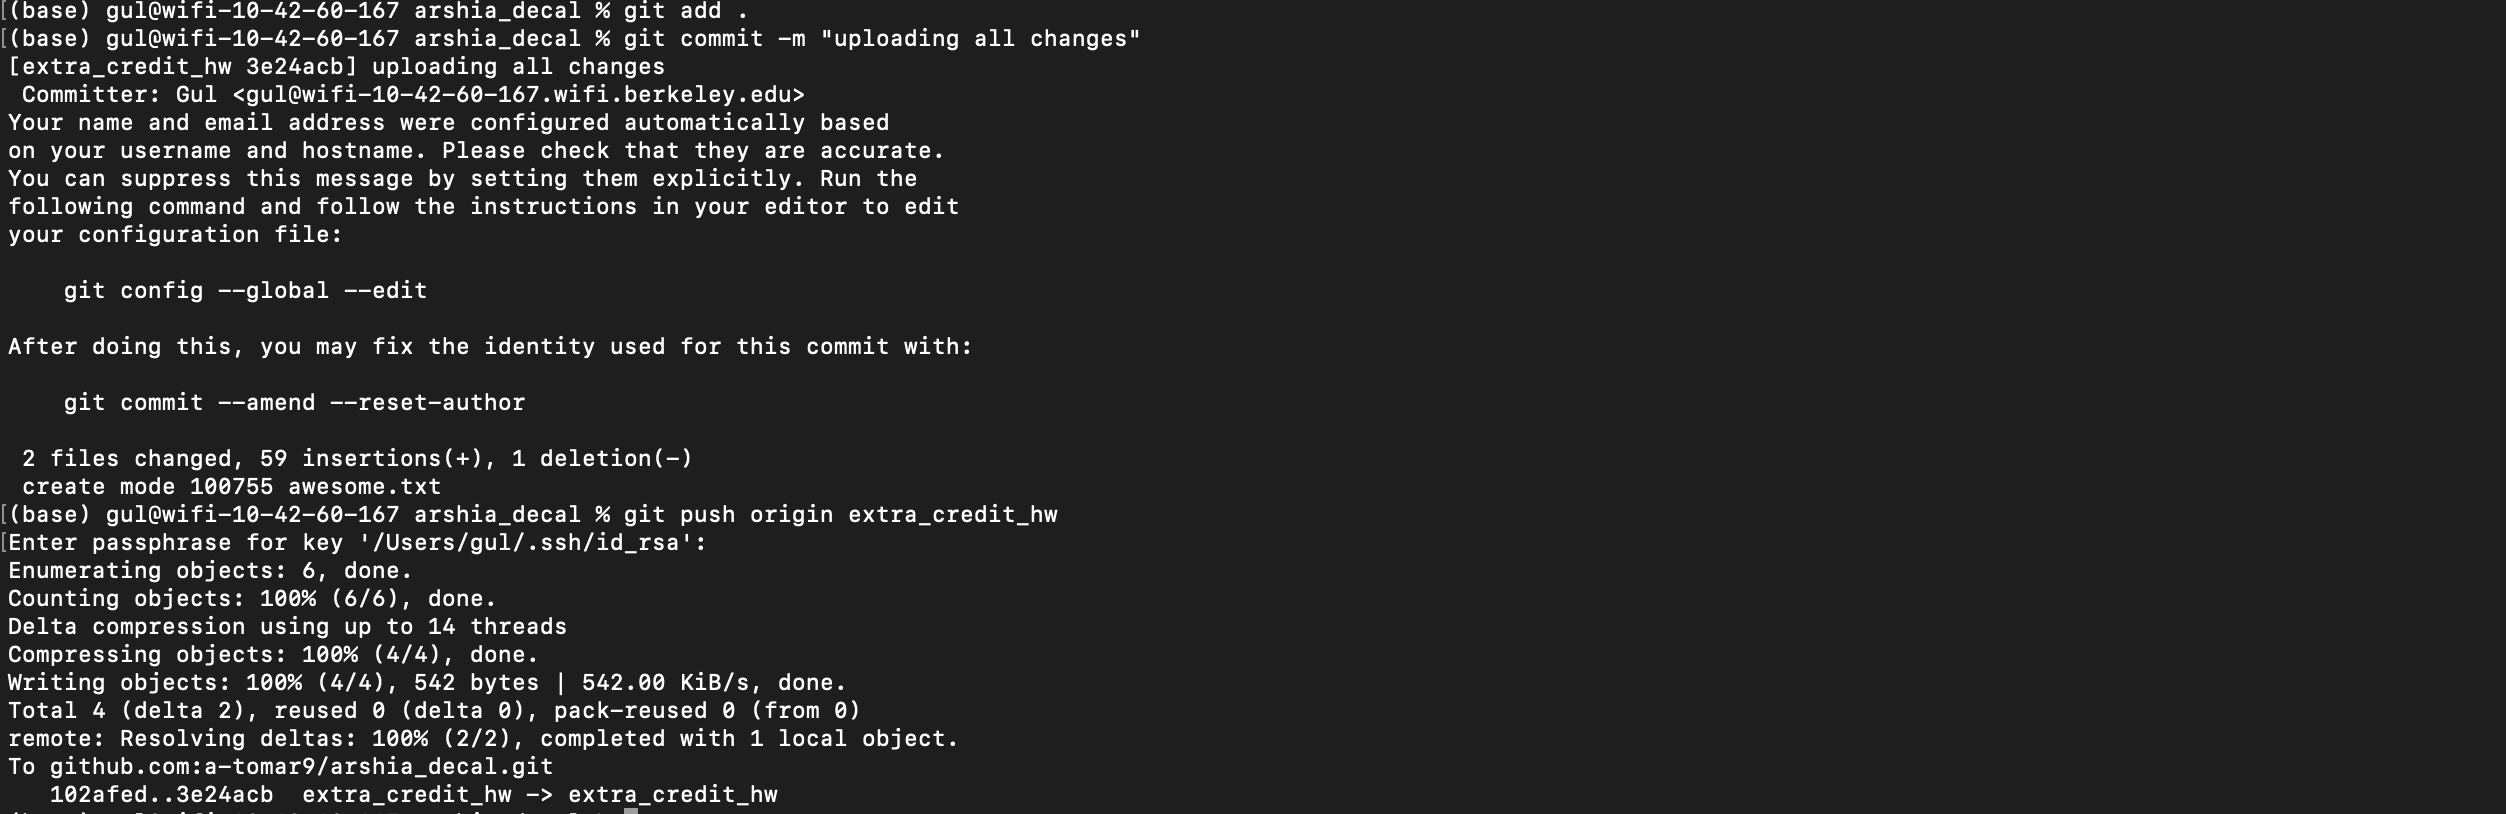 [(base) gul@wifi-10-42-60-167 arshia_decal % git add .
[(base) gul@wifi-10-42-60-167 arshia_decal % git commit -m "uploading all changes"
[extra_credit_hw 3e24acb] uploading all changes
 Committer: Gul <gul@wifi-10-42-60-167.wifi.berkeley.edu>
Your name and email address were configured automatically based
on your username and hostname. Please check that they are accurate.
You can suppress this message by setting them explicitly. Run the
following command and follow the instructions in your editor to edit
your configuration file:
    git config --global --edit
After doing this, you may fix the identity used for this commit with:
    git commit --amend --reset-author
 2 files changed, 59 insertions(+), 1 deletion(-)
 create mode 100755 awesome.txt
[(base) gul@wifi-10-42-60-167 arshia_decal % git push origin extra_credit_hw
[Enter passphrase for key '/Users/gul/.ssh/id_rsa':
Enumerating objects: 6, done.
Counting objects: 100% (6/6), done.
Delta compression using up to 14 threads
Compressing objects: 100% (4/4), done.
Writing objects: 100% (4/4), 542 bytes | 542.00 KiB/s, done.
Total 4 (delta 2), reused 0 (delta 0), pack-reused 0 (from 0)
remote: Resolving deltas: 100% (2/2), completed with 1 local object.
To github.com:a-tomar9/arshia_decal.git
   102afed..3e24acb  extra_credit_hw -> extra_credit_hw